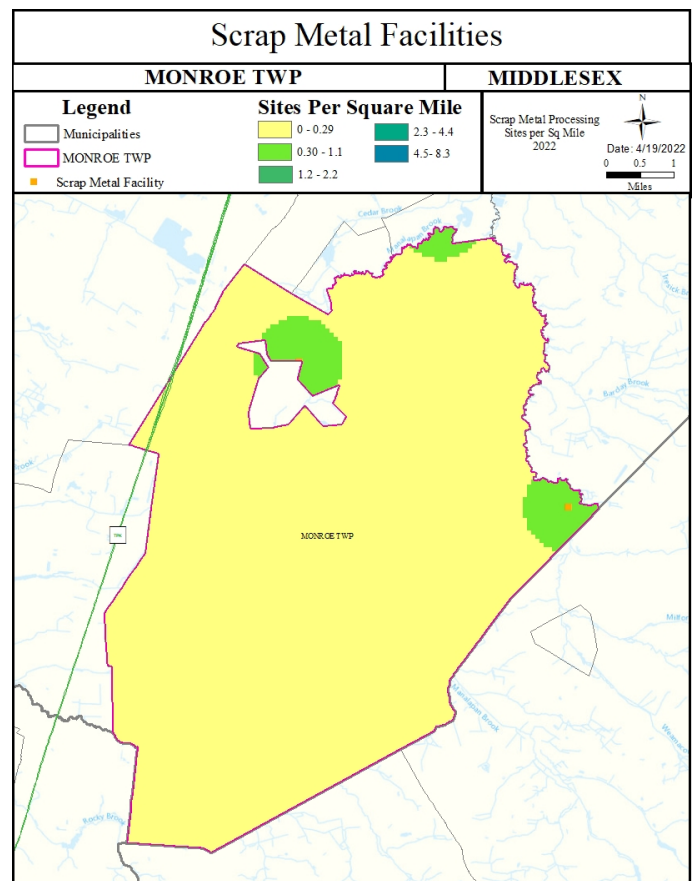 Scrap Metal Facilities
MONROE TWP
MIDDLESEX
Legend
Municipalities
MONROE TWP
Scrap Metal Facility
Sites Per Square Mile
0 - 0.29
0.30 - 1.1
1.2 - 2.2
2.3 - 4.4
4.5- 8.3
Scrap Metal Processing
Sites per Sq Mile
2022
N
Date: 4/19/2022
0 0.5 1
Miles
Cedar Brook
Manalapan Brook
Barclay Brook
Brook
MONROE TWP
Manalapan Brook
Rocky Brook